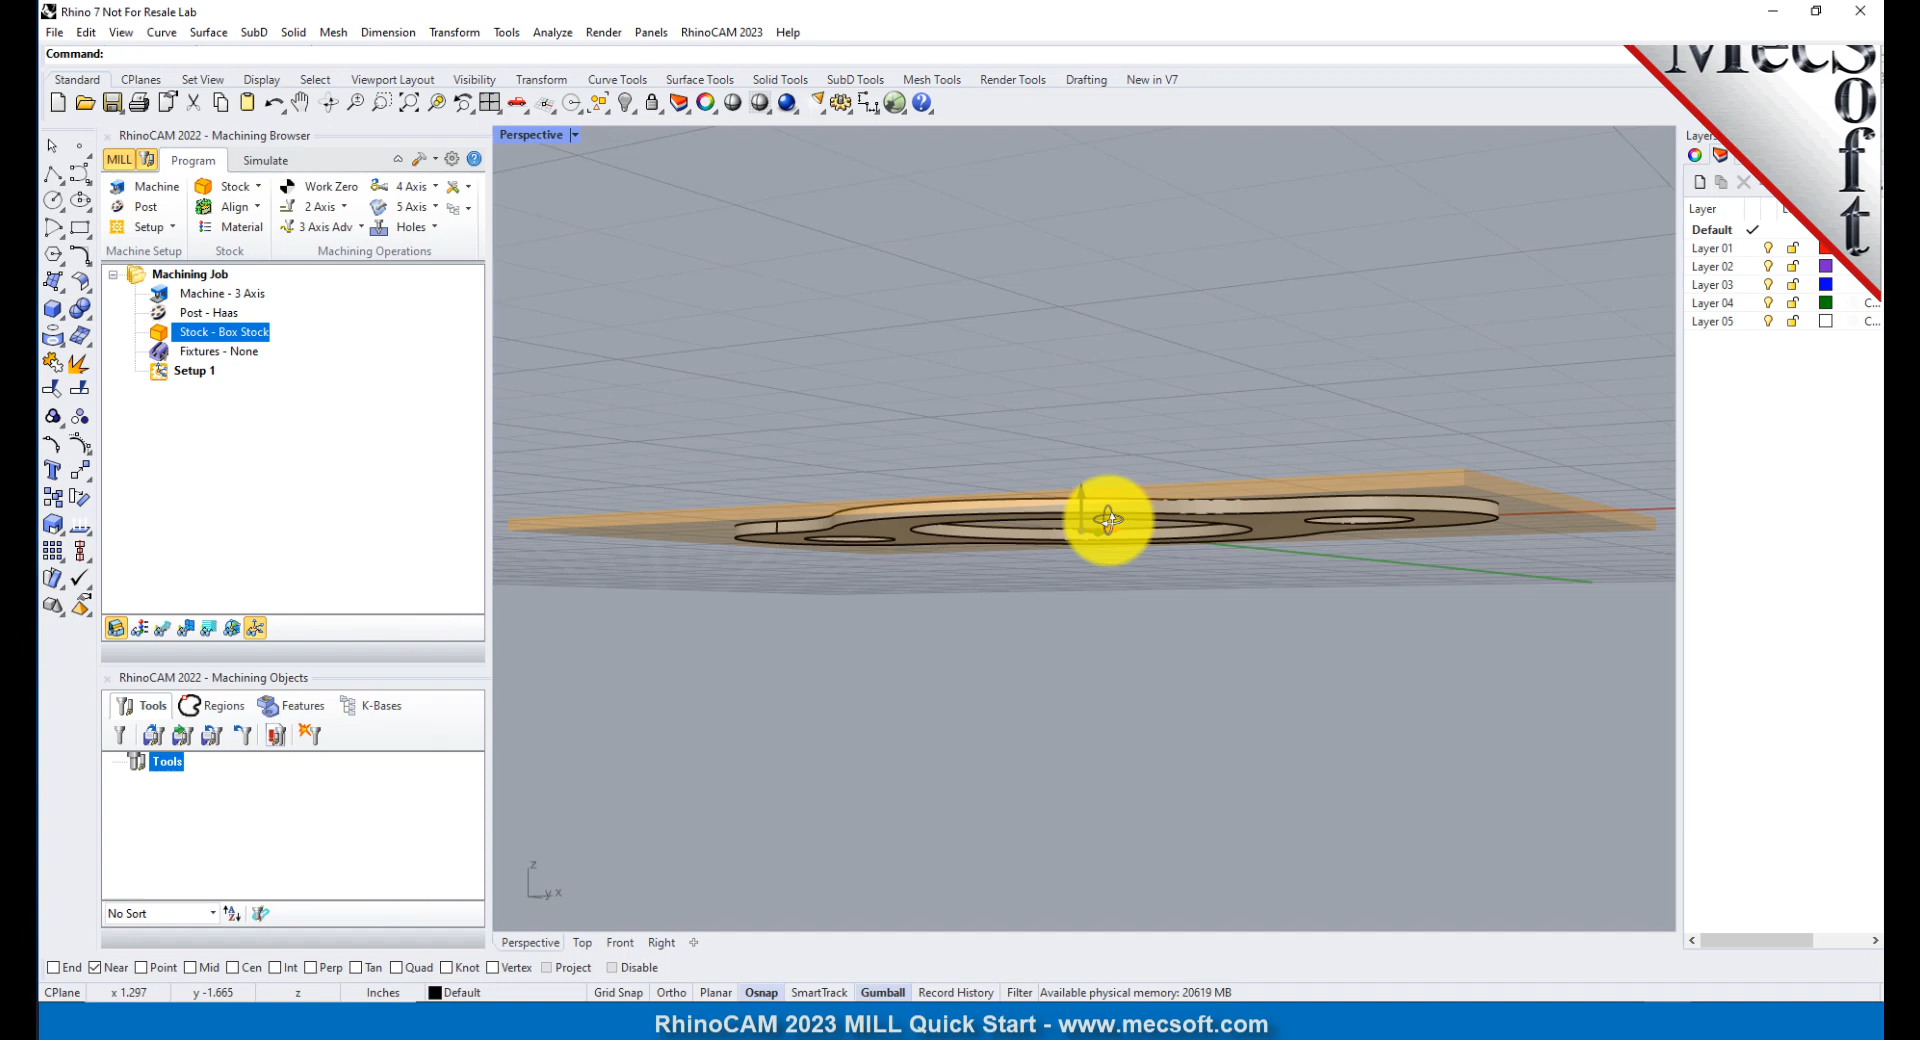 Rhino 7 Not For Resale Lab
File Edit View Curve Surface SubD Solid Mesh Dimension Transform Tools Analyze Render Panels RhinoCAM 2023 Help
Command:
Standard CPlanes Set View Display Select Viewport Layout Visibility Transform Curve Tools Surface Tools Solid Tools SubD Tools Mesh Tools Render Tools Drafting New in V7
MecSoft
RhinoCAM 2022 - Machining Browser
MILL Program Simulate
Machine Stock Work Zero 4 Axis
Post Align 2 Axis 5 Axis
Setup Material 3 Axis Adv Holes
Machine Setup Stock Machining Operations
Machining Job
Machine - 3 Axis
Post - Haas
Stock - Box Stock
Fixtures - None
Setup 1
RhinoCAM 2022 - Machining Objects
Tools Regions Features K-Bases
Tools
No Sort
Perspective
z
y x
Perspective Top Front Right
Layers
Layer
Default
Layer 01
Layer 02
Layer 03
Layer 04 C...
Layer 05 C...
End Near Point Mid Cen Int Perp Tan Quad Knot Vertex Project Disable
CPlane x 1.297 y -1.665 z Inches Default Grid Snap Ortho Planar Osnap SmartTrack Gumball Record History Filter Available physical memory: 20619 MB
RhinoCAM 2023 MILL Quick Start - www.mecsoft.com